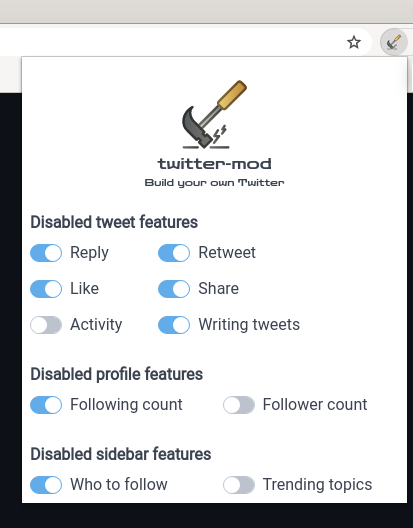 twitter-mod
Build your own Twitter
Disabled tweet features
Reply Retweet
Like Share
Activity Writing tweets
Disabled profile features
Following count Follower count
Disabled sidebar features
Who to follow Trending topics